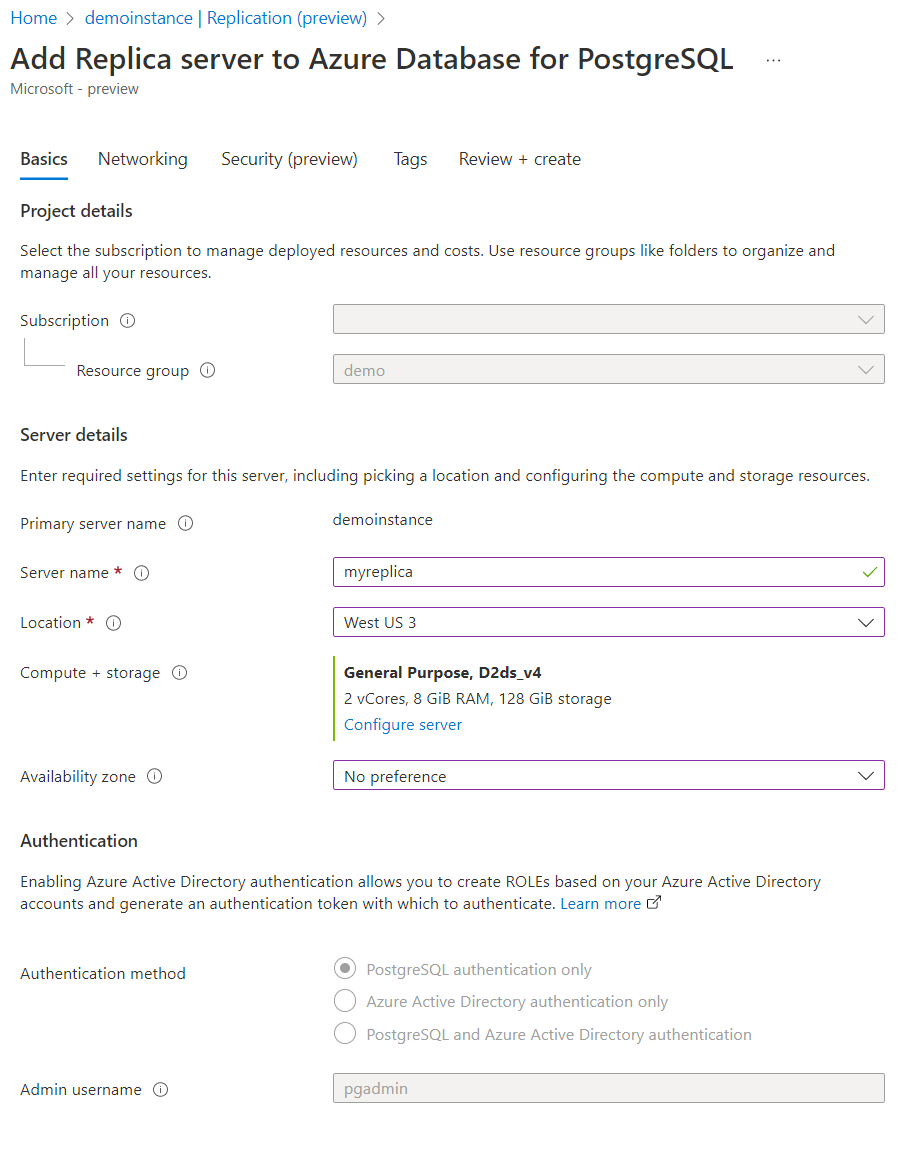 Home > demoinstance | Replication (preview) >
Add Replica server to Azure Database for PostgreSQL ...
Microsoft - preview
Basics Networking Security (preview) Tags Review + create
Project details
Select the subscription to manage deployed resources and costs. Use resource groups like folders to organize and
manage all your resources.
Subscription
Resource group demo
Server details
Enter required settings for this server, including picking a location and configuring the compute and storage resources.
Primary server name demoinstance
Server name * myreplica
Location * West US 3
Compute + storage General Purpose, D2ds_v4
2 vCores, 8 GiB RAM, 128 GiB storage
Configure server
Availability zone No preference
Authentication
Enabling Azure Active Directory authentication allows you to create ROLEs based on your Azure Active Directory
accounts and generate an authentication token with which to authenticate. Learn more
Authentication method PostgreSQL authentication only
Azure Active Directory authentication only
PostgreSQL and Azure Active Directory authentication
Admin username pgadmin